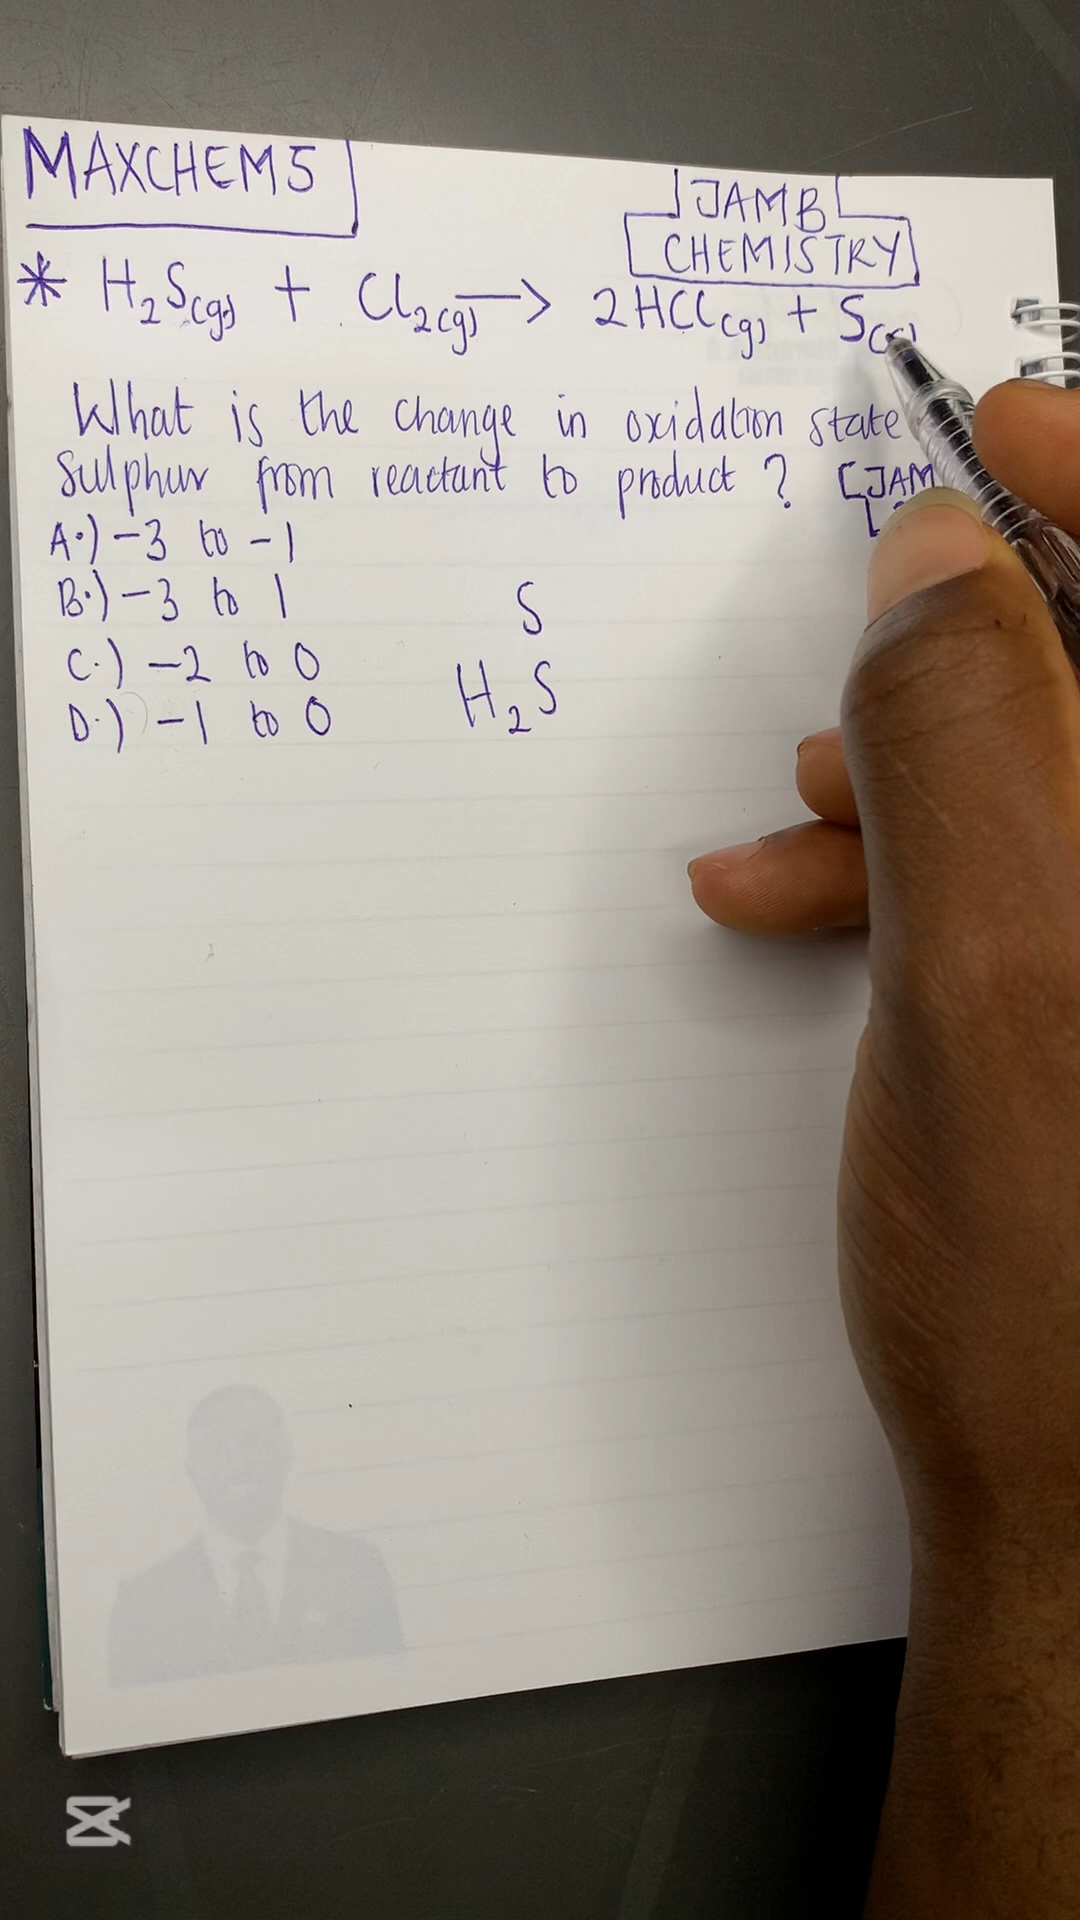 MAXCHEM5
JAMB
CHEMISTRY
* H₂S(g) + Cl₂(g) → 2HCl(g) + S
What is the change in oxidation state
Sulphur from reactant to product ? [JAM
A.) -3 to -1
B.) -3 to 1
C.) -2 to 0
D.) -1 to 0
S
H₂S